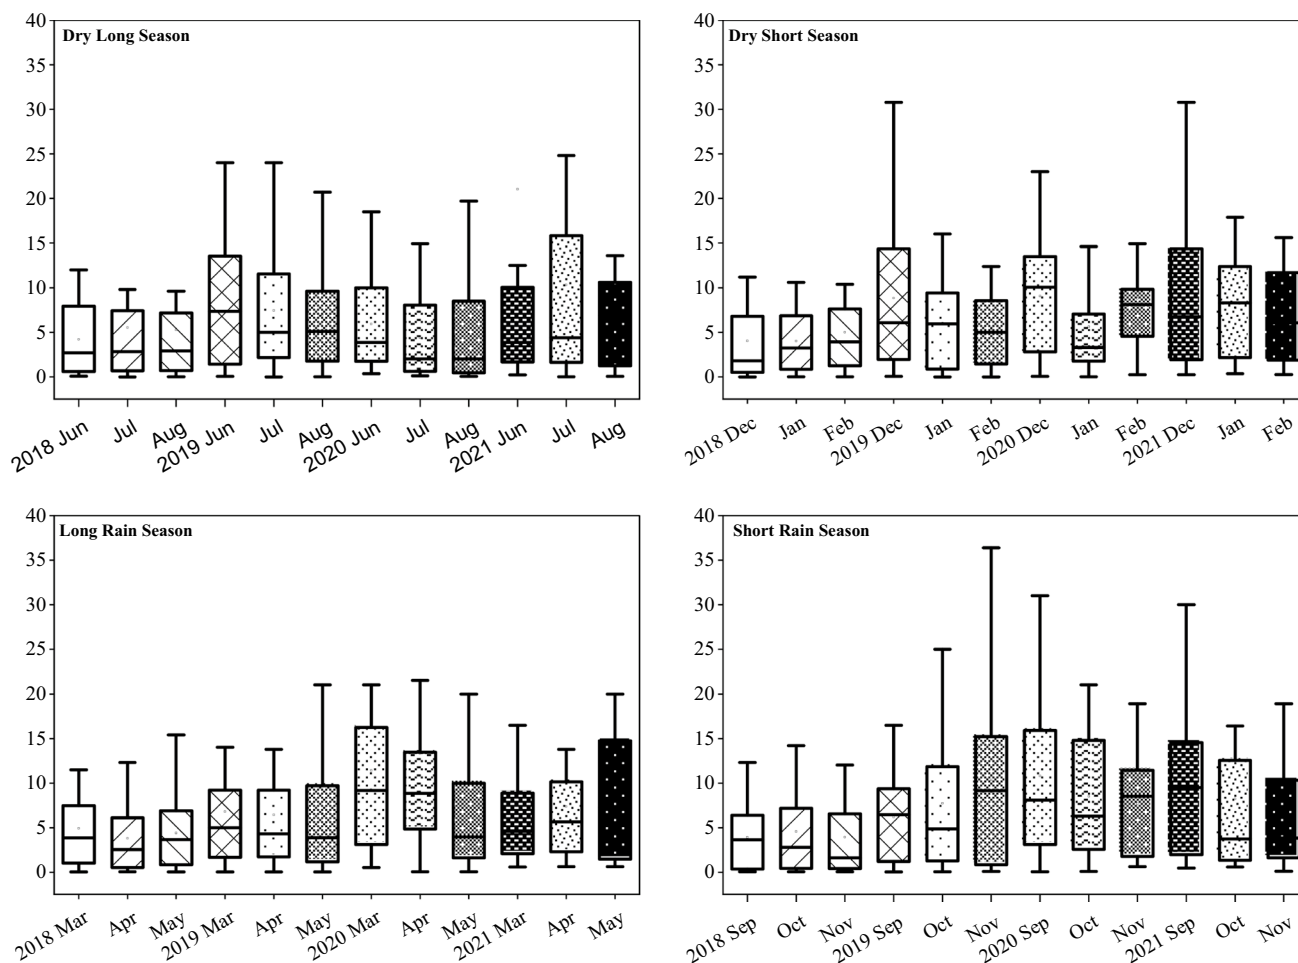 Dry Long Season
40
35
30
25
20
15
10
5
0
2018 Jun
Jul
Aug
2019 Jun
Jul
Aug
2020 Jun
Jul
Aug
2021 Jun
Jul
Aug
Dry Short Season
40
35
30
25
20
15
10
5
0
2018 Dec
Jan
Feb
2019 Dec
Jan
Feb
2020 Dec
Jan
Feb
2021 Dec
Jan
Feb
Long Rain Season
40
35
30
25
20
15
10
5
0
2018 Mar
Apr
May
2019 Mar
Apr
May
2020 Mar
Apr
May
2021 Mar
Apr
May
Short Rain Season
40
35
30
25
20
15
10
5
0
2018 Sep
Oct
Nov
2019 Sep
Oct
Nov
2020 Sep
Oct
Nov
2021 Sep
Oct
Nov